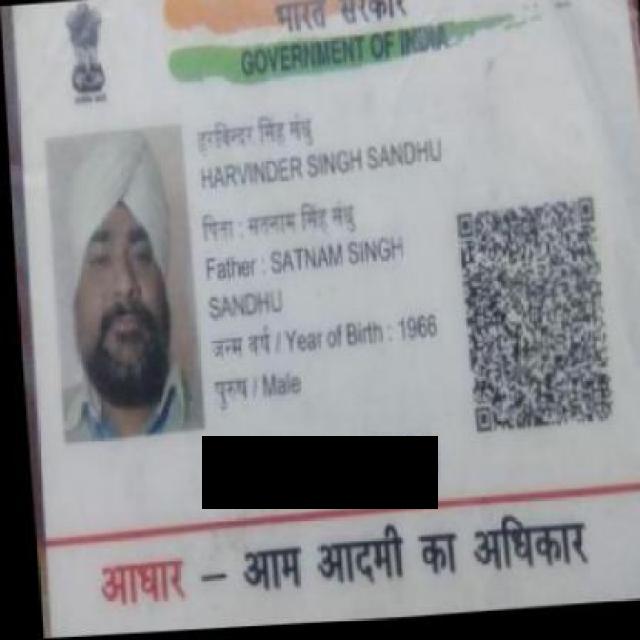 भारत सरकार
GOVERNMENT OF INDIA
हरविन्दर सिंह संधु
HARVINDER SINGH SANDHU
पिता : सतनाम सिंह संधु
Father : SATNAM SINGH
SANDHU
जन्म वर्ष / Year of Birth : 1966
पुरुष / Male
आधार – आम आदमी का अधिकार